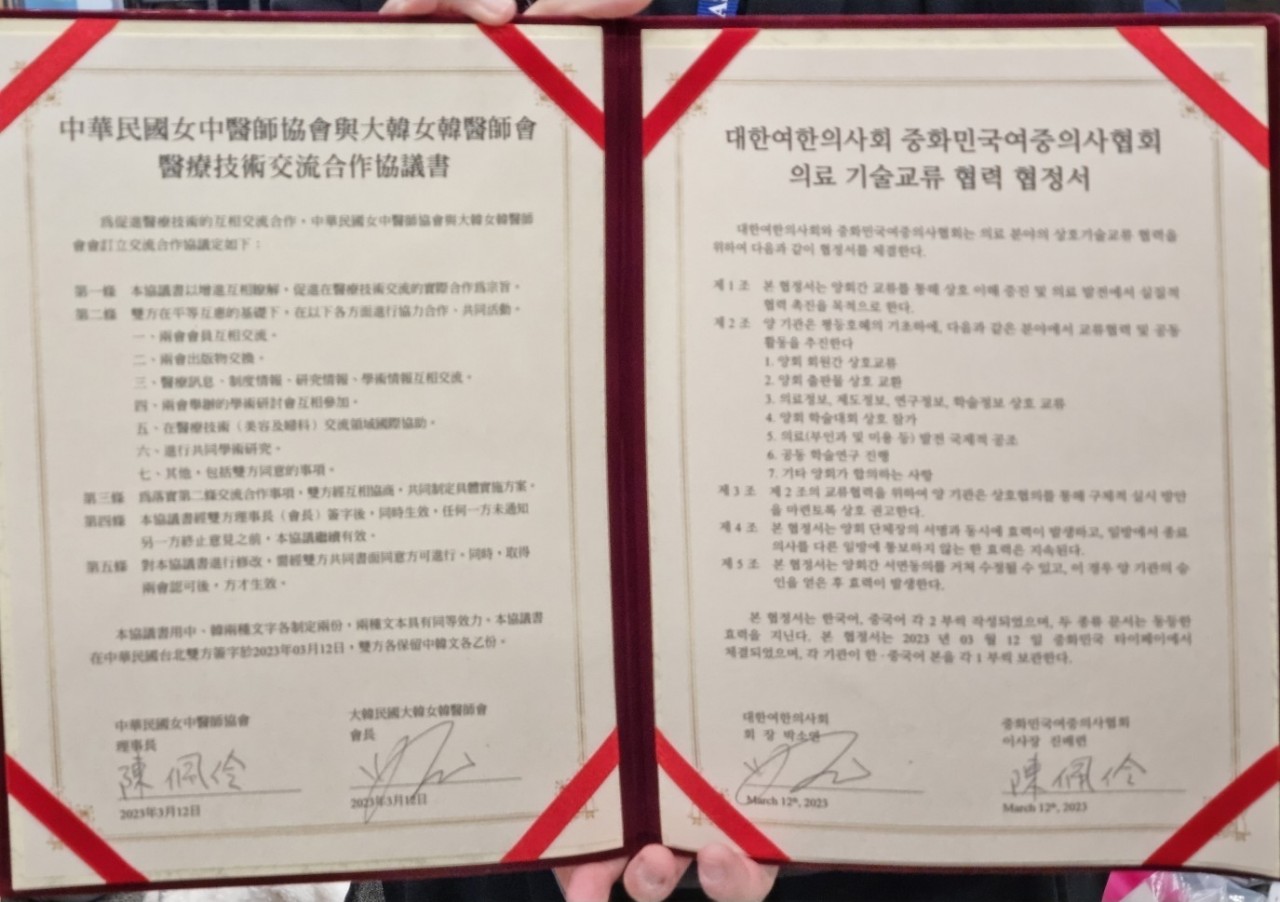 中華民國女中醫師協會與大韓女韓醫師會
醫療技術交流合作協議書
為促進醫療技術的互相交流合作，中華民國女中醫師協會與大韓女韓醫師
會會訂立交流合作協議定如下：
第一條 本協議書以增進互相瞭解，促進在醫療技術交流的實際合作為宗旨。
第二條 雙方在平等互惠的基礎下，在以下各方面進行協力合作、共同活動。
一、兩會會員互相交流。
二、兩會出版物交換。
三、醫療訊息、制度情報、研究情報、學術情報互相交流。
四、兩會舉辦的學術研討會互相參加。
五、在醫療技術（美容及婦科）交流領域國際協助。
六、進行共同學術研究。
七、其他，包括雙方同意的事項。
第三條 為落實第二條交流合作事項，雙方經互相協商，共同制定具體實施方案。
第四條 本協議書經雙方理事長（會長）簽字後，同時生效，任何一方未通知
另一方終止意見之前，本協議繼續有效。
第五條 對本協議書進行修改，需經雙方共同書面同意方可進行。同時，取得
兩會認可後，方才生效。
本協議書用中、韓兩種文字各制定兩份，兩種文本具有同等效力。本協議書
在中華民國台北雙方簽字於2023年03月12日，雙方各保留中韓文各乙份。
中華民國女中醫師協會
理事長
陳佩伶
2023年3月12日
大韓民國大韓女韓醫師會
會長
2023年3月12日
대한여한의사회 중화민국여중의사협회
의료 기술교류 협력 협정서
대한여한의사회와 중화민국여중의사협회는 의료 분야의 상호기술교류 협력을
위하여 다음과 같이 협정서를 체결한다.
제 1 조 본 협정서는 양회간 교류를 통해 상호 이해 증진 및 의료 발전에서 실질적
협력 촉진을 목적으로 한다.
제 2 조 양 기관은 평등호혜의 기초하에, 다음과 같은 분야에서 교류협력 및 공동
활동을 추진한다
1. 양회 회원간 상호교류
2. 양회 출판물 상호 교환
3. 의료정보, 제도정보, 연구정보, 학술정보 상호 교류
4. 양회 학술대회 상호 참가
5. 의료(부인과 및 미용 등) 발전 국제적 공조
6. 공동 학술연구 진행
7. 기타 양회가 합의하는 사항
제 3 조 제 2 조의 교류협력을 위하여 양 기관은 상호협의를 통해 구체적 실시 방안
을 마련토록 상호 권고한다.
제 4 조 본 협정서는 양회 단체장의 서명과 동시에 효력이 발생하고, 일방에서 종료
의사를 다른 일방에 통보하지 않는 한 효력은 지속된다.
제 5 조 본 협정서는 양회간 서면동의를 거쳐 수정될 수 있고, 이 경우 양 기관의 승
인을 얻은 후 효력이 발생한다.
본 협정서는 한국어, 중국어 각 2 부씩 작성되었으며, 두 종류 문서는 동등한
효력을 지닌다. 본 협정서는 2023 년 03 월 12 일 중화민국 타이페이에서
체결되었으며, 각 기관이 한·중국어 본을 각 1 부씩 보관한다.
대한여한의사회
회 장 박소연
March 12th, 2023
중화민국여중의사협회
이사장 진패련
陳佩伶
March 12th, 2023